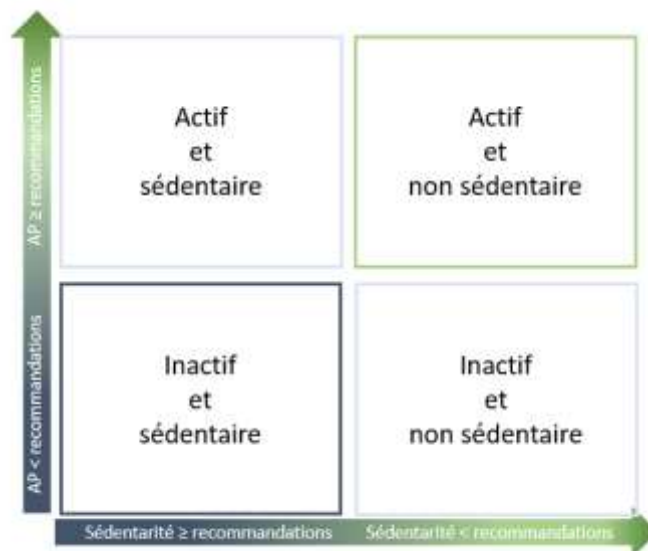 AP ≥ recommandations
Actif
et
sédentaire
Actif
et
non sédentaire
AP < recommandations
Inactif
et
sédentaire
Inactif
et
non sédentaire
Sédentarité ≥ recommandations
Sédentarité < recommandations